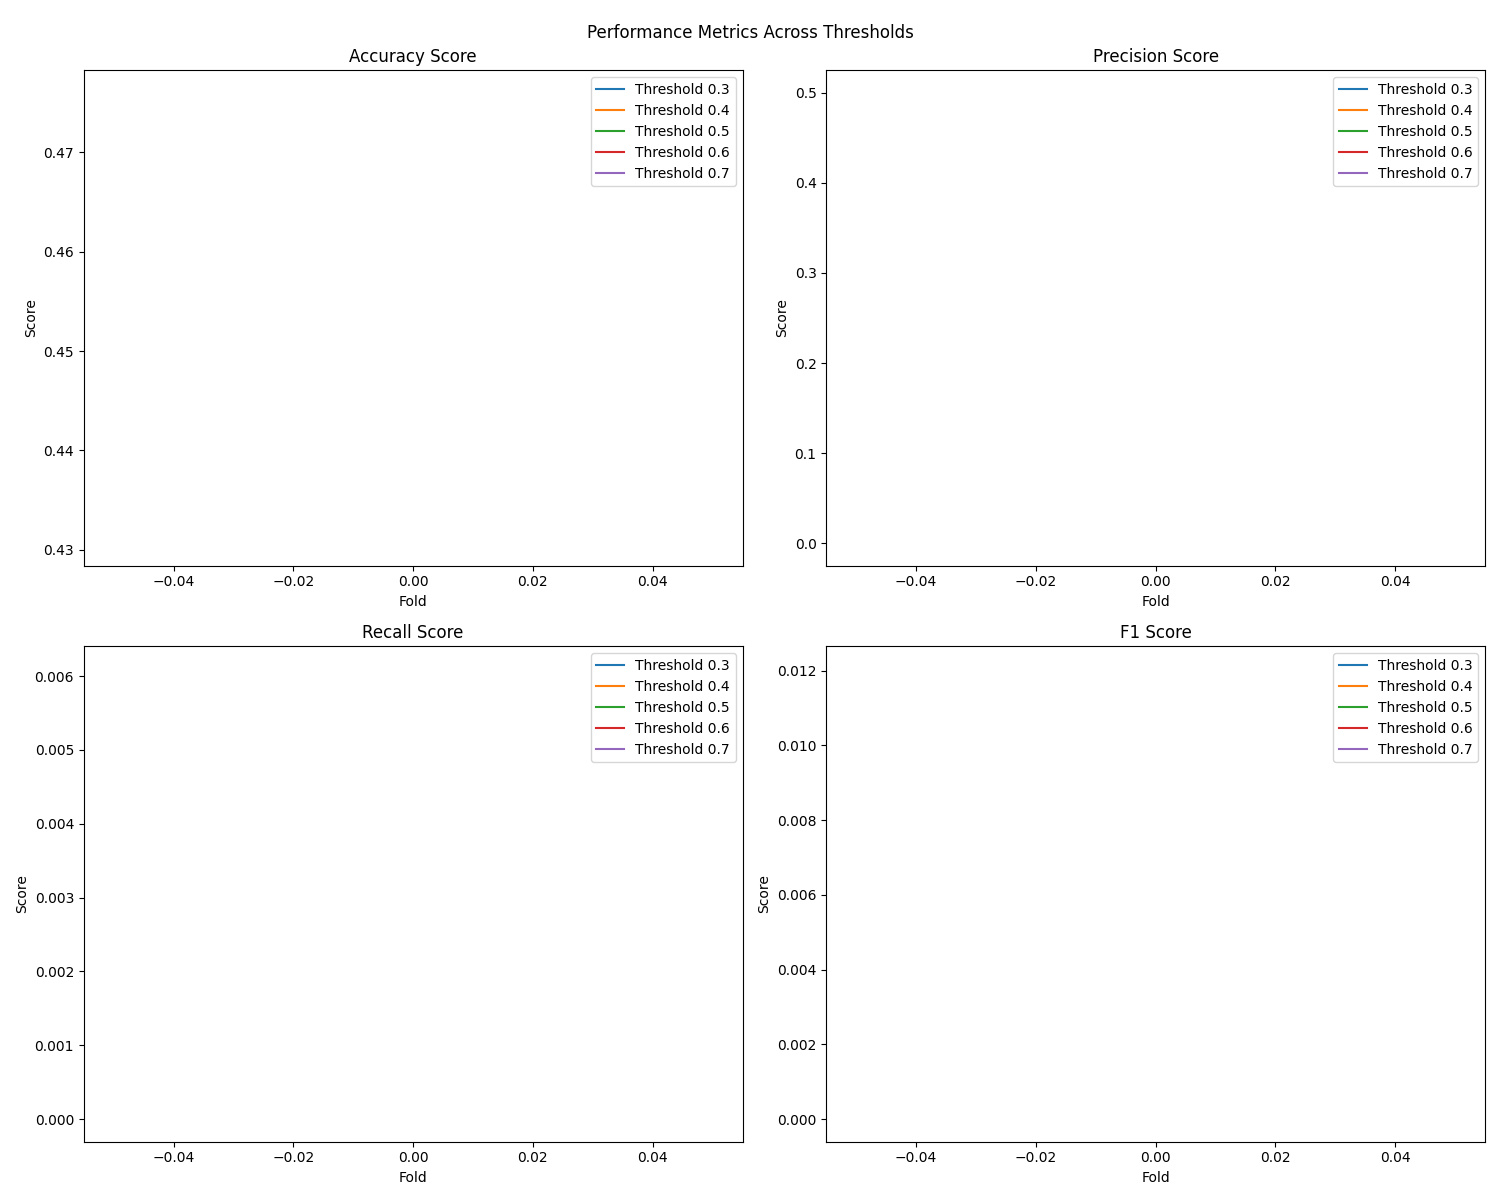 Performance Metrics Across Thresholds
Accuracy Score
Threshold 0.3
Threshold 0.4
Threshold 0.5
Threshold 0.6
Threshold 0.7
0.47
0.46
0.45
0.44
0.43
Score
−0.04 −0.02 0.00 0.02 0.04
Fold
Precision Score
Threshold 0.3
Threshold 0.4
Threshold 0.5
Threshold 0.6
Threshold 0.7
0.5
0.4
0.3
0.2
0.1
0.0
Score
−0.04 −0.02 0.00 0.02 0.04
Fold
Recall Score
Threshold 0.3
Threshold 0.4
Threshold 0.5
Threshold 0.6
Threshold 0.7
0.006
0.005
0.004
0.003
0.002
0.001
0.000
Score
−0.04 −0.02 0.00 0.02 0.04
Fold
F1 Score
Threshold 0.3
Threshold 0.4
Threshold 0.5
Threshold 0.6
Threshold 0.7
0.012
0.010
0.008
0.006
0.004
0.002
0.000
Score
−0.04 −0.02 0.00 0.02 0.04
Fold